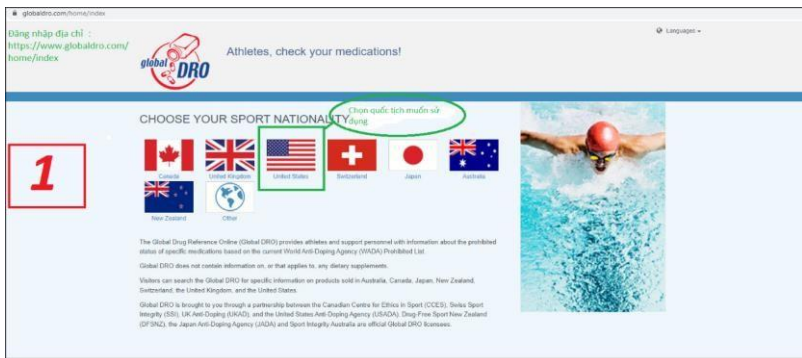 globaldro.com/home/index
Đăng nhập địa chỉ :
https://www.globaldro.com/
home/index
global DRO
Athletes, check your medications!
Languages
CHOOSE YOUR SPORT NATIONALITY
Chọn quốc tịch muốn sử
dụng
1
Canada
United Kingdom
United States
Switzerland
Japan
Australia
New Zealand
Other
The Global Drug Reference Online (Global DRO) provides athletes and support personnel with information about the prohibited
status of specific medications based on the current World Anti-Doping Agency (WADA) Prohibited List.
Global DRO does not contain information on, or that applies to, any dietary supplements.
Visitors can search the Global DRO for specific information on products sold in Australia, Canada, Japan, New Zealand,
Switzerland, the United Kingdom, and the United States.
Global DRO is brought to you through a partnership between the Canadian Centre for Ethics in Sport (CCES), Swiss Sport
Integrity (SSI), UK Anti-Doping (UKAD), and the United States Anti-Doping Agency (USADA). Drug-Free Sport New Zealand
(DFSNZ), the Japan Anti-Doping Agency (JADA) and Sport Integrity Australia are official Global DRO licensees.